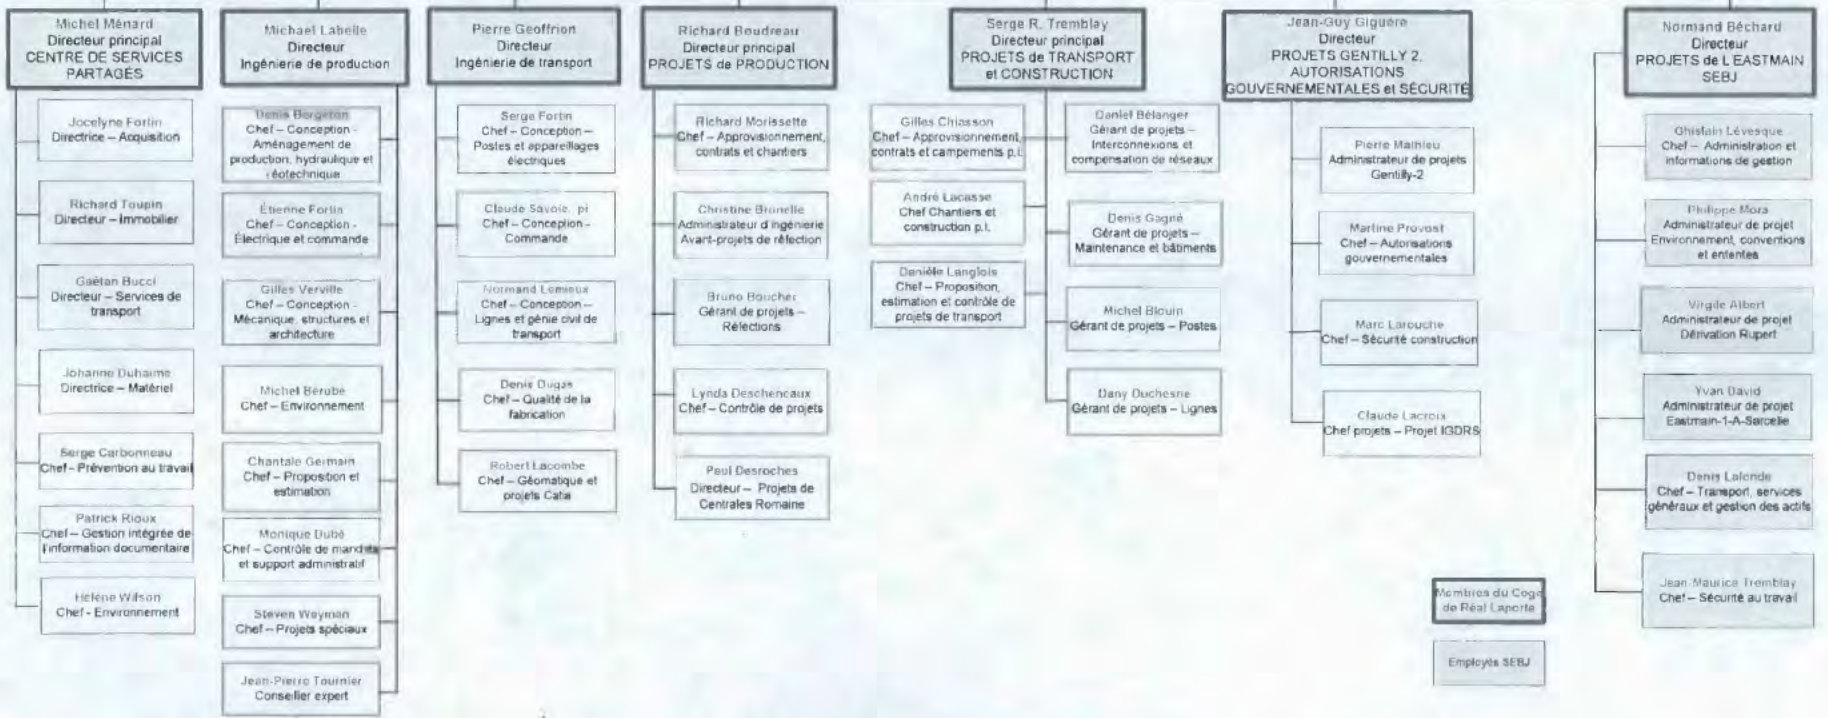 Michel Ménard
Directeur principal
CENTRE DE SERVICES
PARTAGÉS
Jocelyne Fortin
Directrice – Acquisition
Richard Toupin
Directeur – Immobilier
Gaëtan Bucci
Directeur – Services de
transport
Johanne Duhaime
Directrice – Matériel
Serge Carbonneau
Chef - Prévention au travail
Patrick Rioux
Chef – Gestion intégrée de
l'information documentaire
Hélène Wilson
Chef - Environnement
Michael Labelle
Directeur
Ingénierie de production
Denis Bergeron
Chef – Conception -
Aménagement de
production, hydraulique et
géotechnique
Étienne Fortin
Chef – Conception -
Électrique et commande
Gilles Verville
Chef – Conception -
Mécanique, structures et
architecture
Michel Bérubé
Chef – Environnement
Chantale Germain
Chef – Proposition et
estimation
Monique Dubé
Chef – Contrôle de mandats
et support administratif
Steven Weyman
Chef – Projets spéciaux
Jean-Pierre Tournier
Conseiller expert
Pierre Geoffrion
Directeur
Ingénierie de transport
Serge Fortin
Chef – Conception –
Postes et appareillages
électriques
Claude Savoie, pi
Chef – Conception -
Commande
Normand Lemieux
Chef – Conception –
Lignes et génie civil de
transport
Denis Dugas
Chef – Qualité de la
fabrication
Robert Lacombe
Chef – Géomatique et
projets Catia
Richard Boudreau
Directeur principal
PROJETS de PRODUCTION
Richard Morissette
Chef – Approvisionnement,
contrats et chantiers
Christine Brunelle
Administrateur d'ingénierie
Avant-projets de réfection
Bruno Boucher
Gérant de projets –
Réfections
Lynda Deschencaux
Chef – Contrôle de projets
Paul Desroches
Directeur – Projets de
Centrales Romaine
Serge R. Tremblay
Directeur principal
PROJETS de TRANSPORT
et CONSTRUCTION
Gilles Chiasson
Chef – Approvisionnement,
contrats et campements p.i.
André Lacasse
Chef Chantiers et
construction p.i.
Danièle Langlois
Chef – Proposition,
estimation et contrôle de
projets de transport
Daniel Bélanger
Gérant de projets –
Interconnexions et
compensation de réseaux
Denis Gagné
Gérant de projets –
Maintenance et bâtiments
Michel Blouin
Gérant de projets – Postes
Dany Duchesne
Gérant de projets – Lignes
Jean-Guy Giguère
Directeur
PROJETS GENTILLY 2,
AUTORISATIONS
GOUVERNEMENTALES et SÉCURITÉ
Pierre Mathieu
Administrateur de projets
Gentilly-2
Martine Provost
Chef – Autorisations
gouvernementales
Marc Larouche
Chef – Sécurité construction
Claude Lacroix
Chef projets – Projet IGDRS
Normand Béchard
Directeur
PROJETS de L EASTMAIN
SEBJ
Ghislain Lévesque
Chef – Administration et
informations de gestion
Philippe Mora
Administrateur de projet
Environnement, conventions
et ententes
Virgile Albert
Administrateur de projet
Dérivation Rupert
Yvan David
Administrateur de projet
Eastmain-1-A-Sarcelle
Denis Lalonde
Chef – Transport, services
généraux et gestion des actifs
Jean Maurice Tremblay
Chef – Sécurité au travail
Membres du Coge
de Réal Laporte
Employés SEBJ